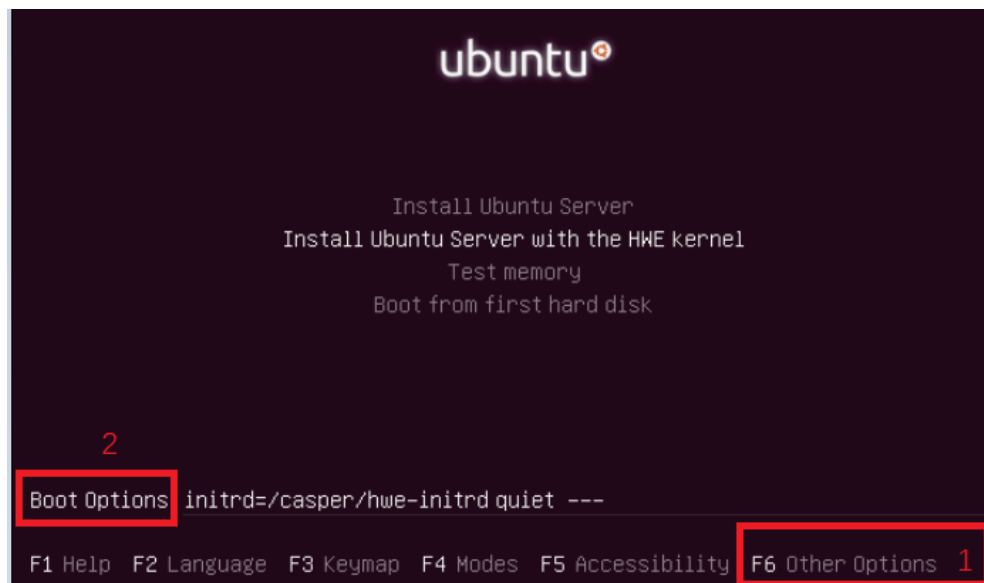 ubuntu
Install Ubuntu Server
Install Ubuntu Server with the HWE kernel
Test memory
Boot from first hard disk
2
Boot Options initrd=/casper/hwe-initrd quiet ---
F1 Help F2 Language F3 Keymap F4 Modes F5 Accessibility F6 Other Options 1